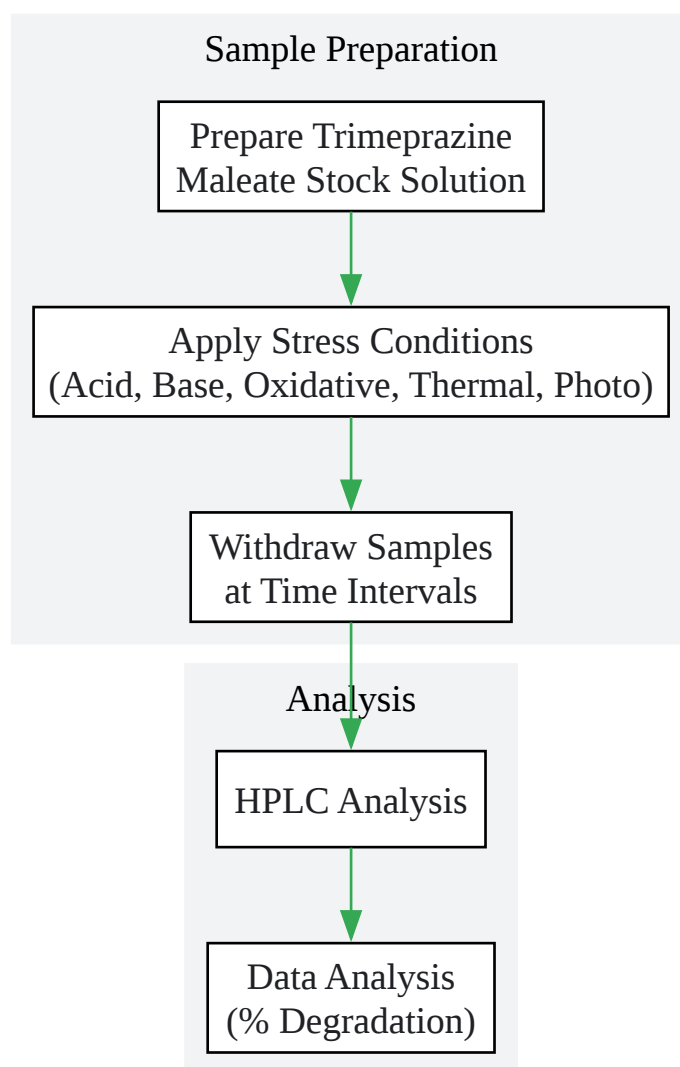 Sample Preparation
Prepare Trimeprazine
Maleate Stock Solution
Apply Stress Conditions
(Acid, Base, Oxidative, Thermal, Photo)
Withdraw Samples
at Time Intervals
Analysis
HPLC Analysis
Data Analysis
(% Degradation)